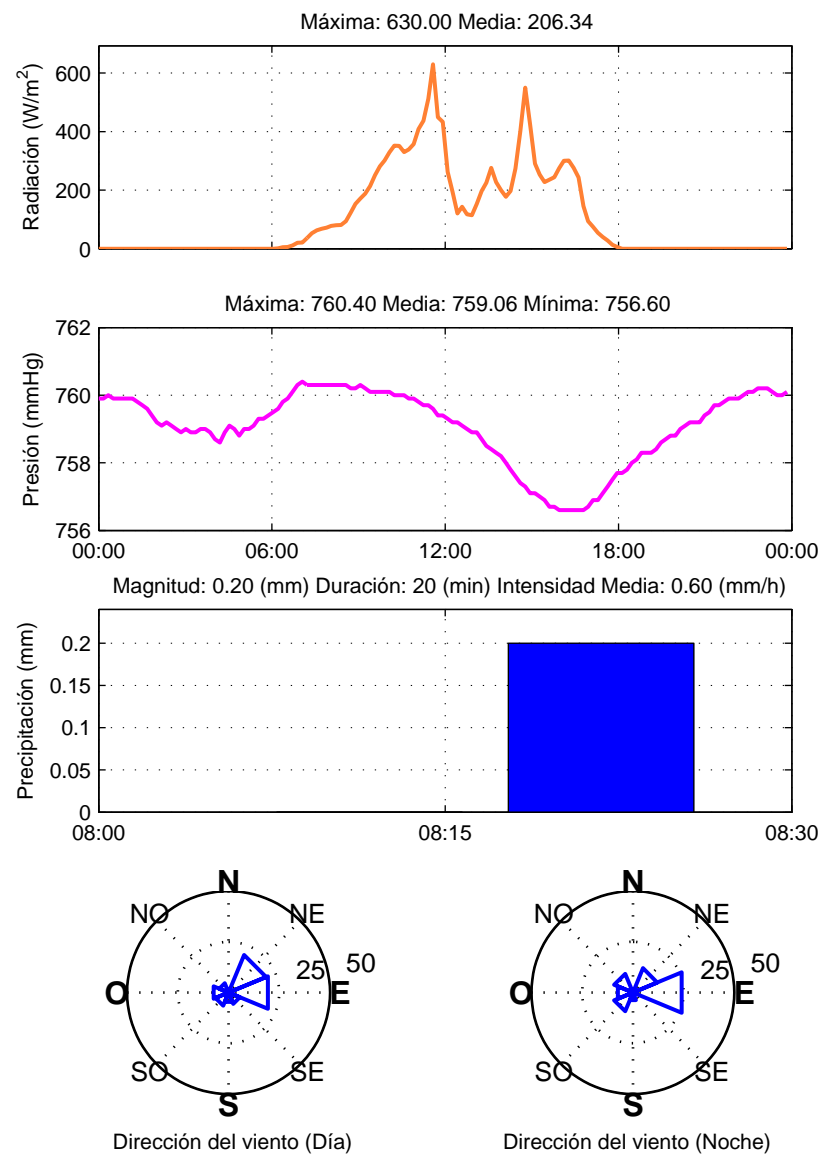 Máxima: 630.00 Media: 206.34
Radiación (W/m²)
600
400
200
0
Máxima: 760.40 Media: 759.06 Mínima: 756.60
Presión (mmHg)
762
760
758
756
00:00 06:00 12:00 18:00 00:00
Magnitud: 0.20 (mm) Duración: 20 (min) Intensidad Media: 0.60 (mm/h)
Precipitación (mm)
0.2
0.15
0.1
0.05
0
08:00 08:15 08:30
N
NO NE
25 50
O E
SO SE
S
Dirección del viento (Día)
N
NO NE
25 50
O E
SO SE
S
Dirección del viento (Noche)